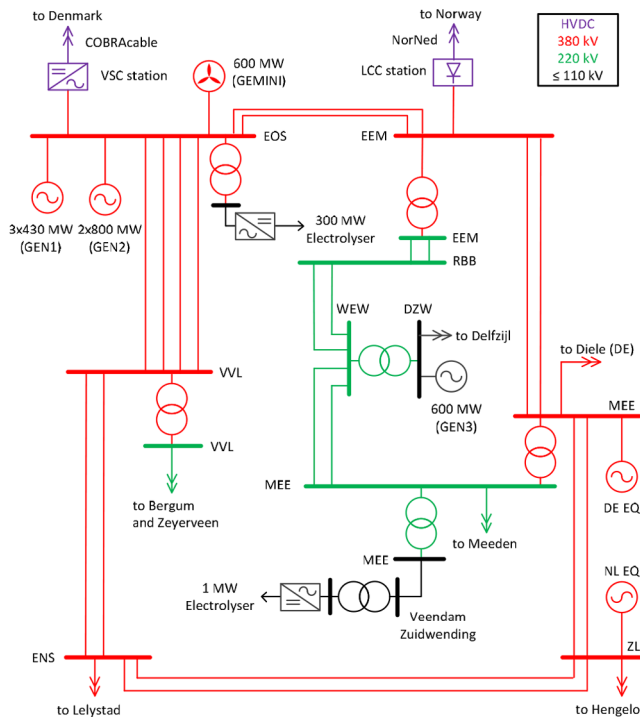 to Denmark
COBRAcable
VSC station
600 MW
(GEMINI)
to Norway
NorNed
LCC station
HVDC
380 kV
220 kV
≤ 110 kV
EOS
EEM
3x430 MW
(GEN1)
2x800 MW
(GEN2)
300 MW
Electrolyser
EEM
RBB
WEW
DZW
to Delfzijl
600 MW
(GEN3)
to Diele (DE)
VVL
MEE
VVL
MEE
DE EQ
to Bergum
and Zeyerveen
to Meeden
MEE
1 MW
Electrolyser
Veendam
Zuidwending
NL EQ
ENS
ZL
to Lelystad
to Hengelo